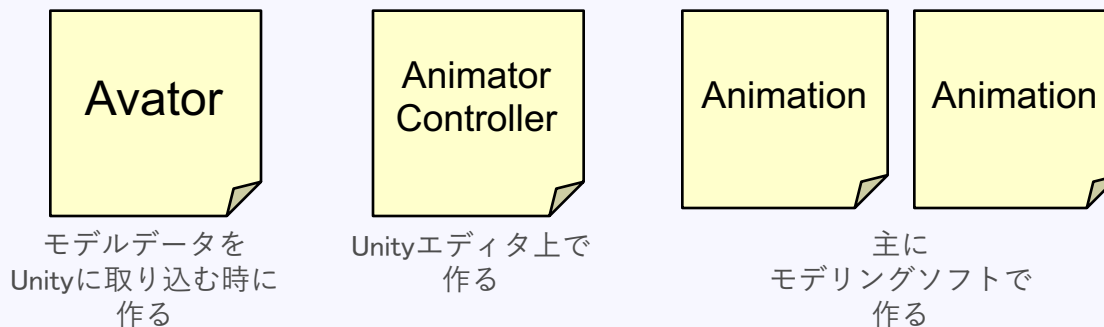 Avator
モデルデータを
Unityに取り込む時に
作る
Animator
Controller
Unityエディタ上で
作る
Animation
Animation
主に
モデリングソフトで
作る